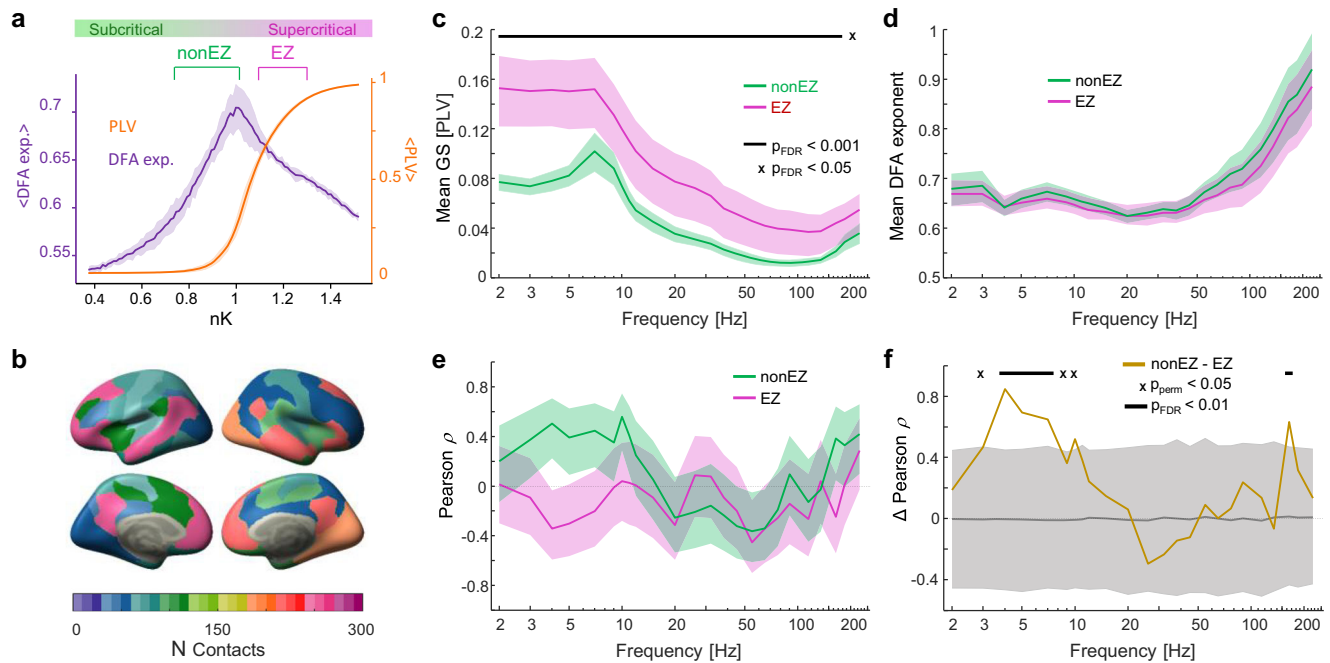 a
Subcritical
Supercritical
nonEZ
EZ
<DFA exp.>
0.7
0.65
0.6
0.55
PLV
DFA exp.
1
0.5
0
<PLV>
0.4
0.6
0.8
1
1.2
1.4
nK
b
0
150
300
N Contacts
c
Mean GS [PLV]
0.2
0.16
0.12
0.08
0.04
0
nonEZ
EZ
pFDR < 0.001
x pFDR < 0.05
x
2
3
5
10
20
50
100
200
Frequency [Hz]
d
Mean DFA exponent
1
0.9
0.8
0.7
0.6
0.5
nonEZ
EZ
2
3
5
10
20
50
100
200
Frequency [Hz]
e
Pearson ρ
0.8
0.4
0
-0.4
-0.8
nonEZ
EZ
2
3
5
10
20
50
100
200
Frequency [Hz]
f
Δ Pearson ρ
0.8
0.4
0
-0.4
x
x x
nonEZ - EZ
x pperm < 0.05
pFDR < 0.01
2
3
5
10
20
50
100
200
Frequency [Hz]